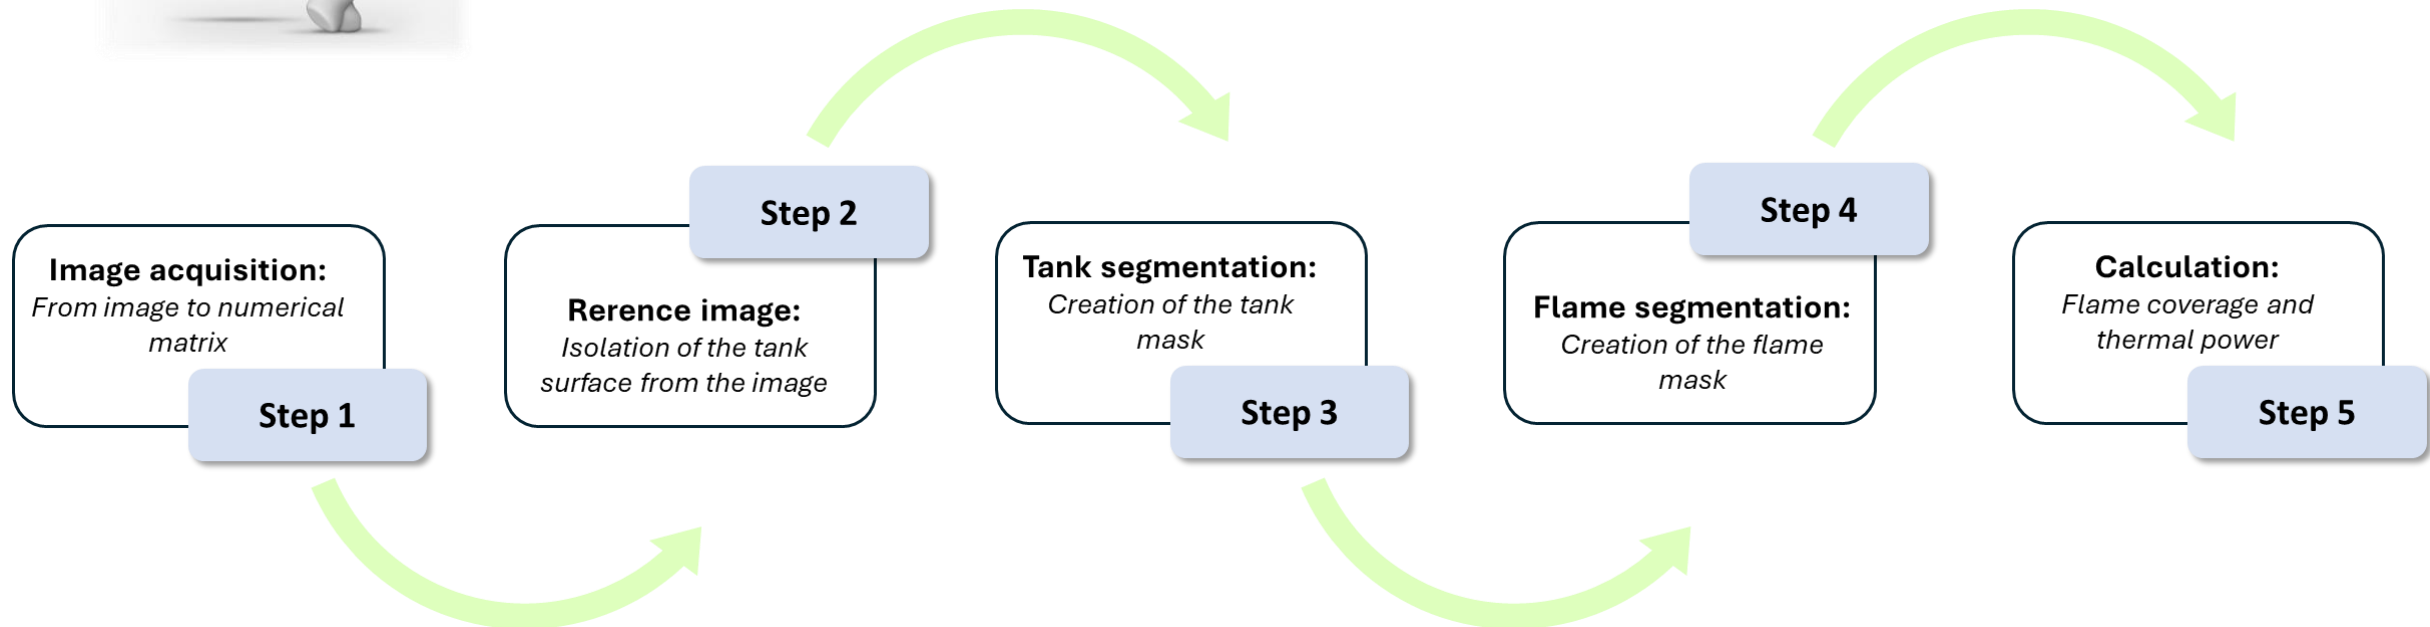 Image acquisition:
From image to numerical
matrix
Step 1
Step 2
Rerence image:
Isolation of the tank
surface from the image
Tank segmentation:
Creation of the tank
mask
Step 3
Step 4
Flame segmentation:
Creation of the flame
mask
Calculation:
Flame coverage and
thermal power
Step 5